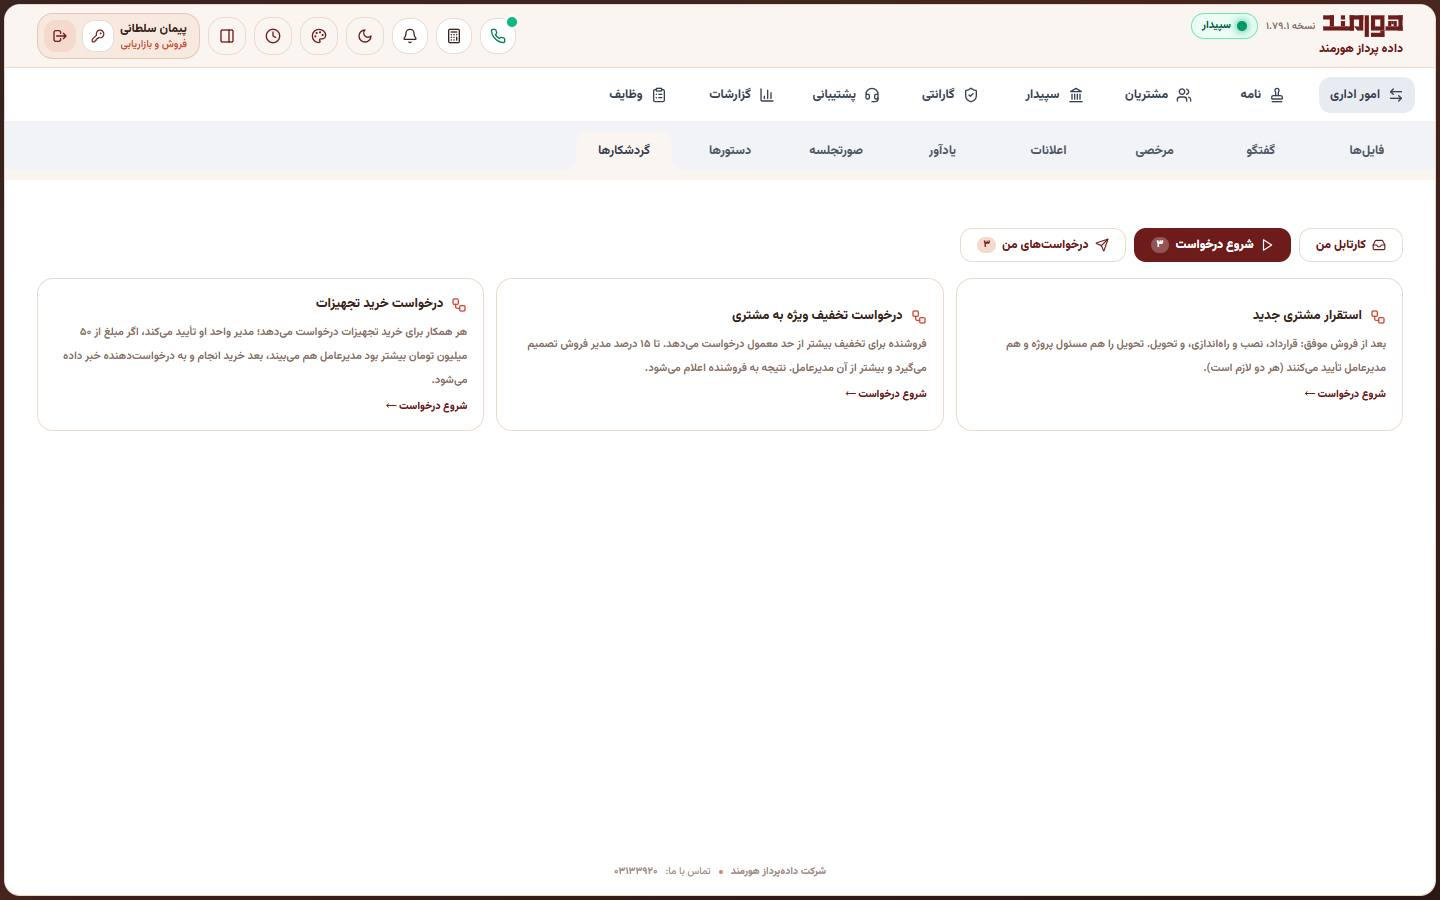 هورمند
نسخه ۱.۷۹.۱
سپیدار
داده پرداز هورمند
پیمان سلطانی
فروش و بازاریابی
امور اداری
نامه
مشتریان
سپیدار
گارانتی
پشتیبانی
گزارشات
وظایف
فایل‌ها
گفتگو
مرخصی
اعلانات
یادآور
صورتجلسه
دستورها
گردشکارها
کارتابل من
شروع درخواست ۳
درخواست‌های من ۳
استقرار مشتری جدید
بعد از فروش موفق: قرارداد، نصب و راه‌اندازی، و تحویل. تحویل را هم مسئول پروژه و هم
مدیرعامل تأیید می‌کنند (هر دو لازم است).
شروع درخواست ←
درخواست تخفیف ویژه به مشتری
فروشنده برای تخفیف بیشتر از حد معمول درخواست می‌دهد. تا ۱۵ درصد مدیر فروش تصمیم
می‌گیرد و بیشتر از آن مدیرعامل. نتیجه به فروشنده اعلام می‌شود.
شروع درخواست ←
درخواست خرید تجهیزات
هر همکار برای خرید تجهیزات درخواست می‌دهد؛ مدیر واحد او تأیید می‌کند، اگر مبلغ از ۵۰
میلیون تومان بیشتر بود مدیرعامل هم می‌بیند، بعد خرید انجام و به درخواست‌دهنده خبر داده
می‌شود.
شروع درخواست ←
شرکت داده‌پرداز هورمند • تماس با ما: ۰۳۱۳۳۹۲۰